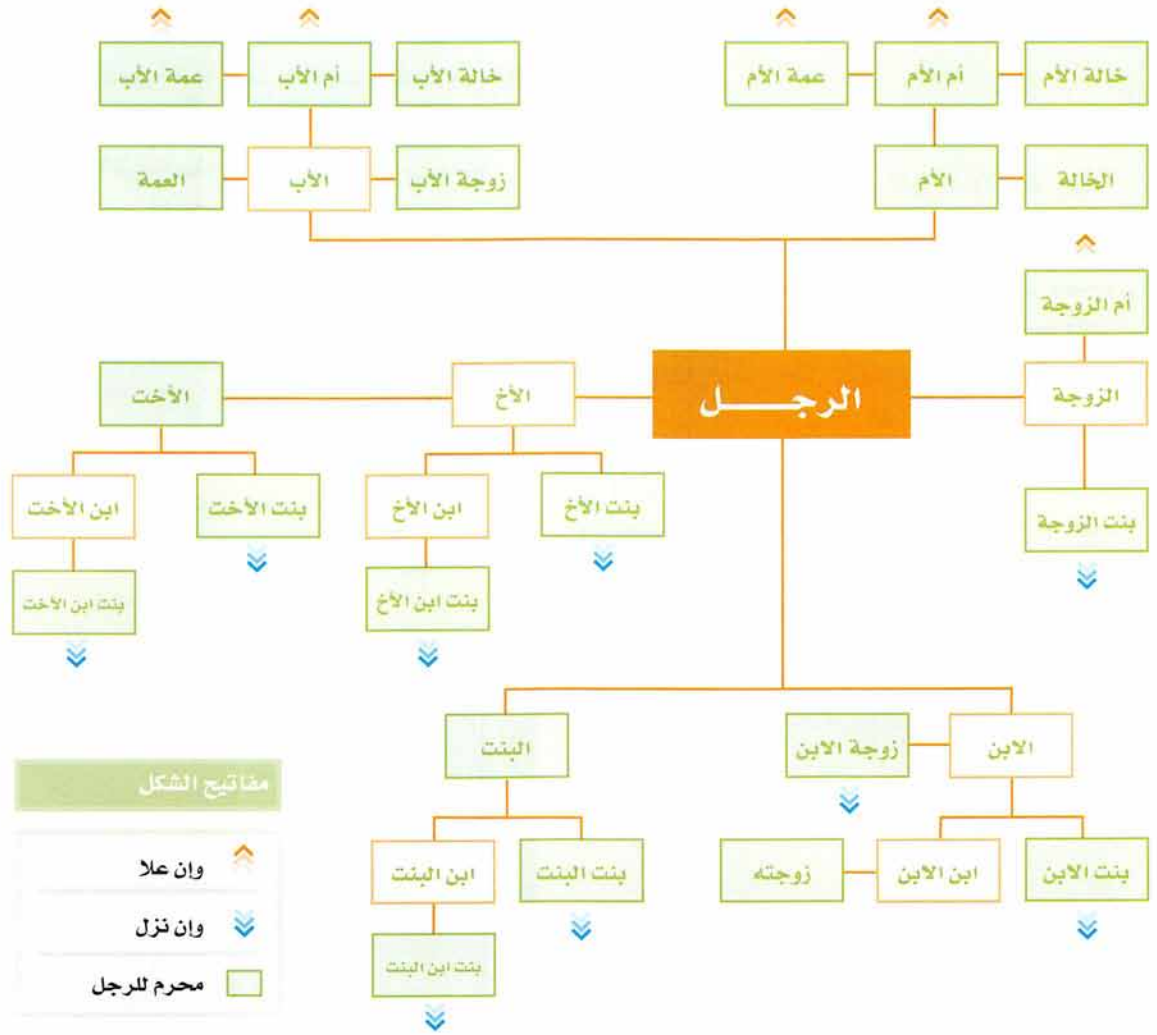 خالة الأم
أم الأم
عمة الأم
خالة الأب
أم الأب
عمة الأب
الخالة
الأم
زوجة الأب
الأب
العمة
أم الزوجة
الزوجة
بنت الزوجة
الرجــــل
الأخ
الأخت
بنت الأخ
ابن الأخ
بنت الأخت
ابن الأخت
بنت ابن الأخ
بنت ابن الأخت
الابن
زوجة الابن
البنت
بنت الابن
ابن الابن
زوجته
بنت البنت
ابن البنت
بنت ابن البنت
مفاتيح الشكل
وإن علا
وإن نزل
محرم للرجل